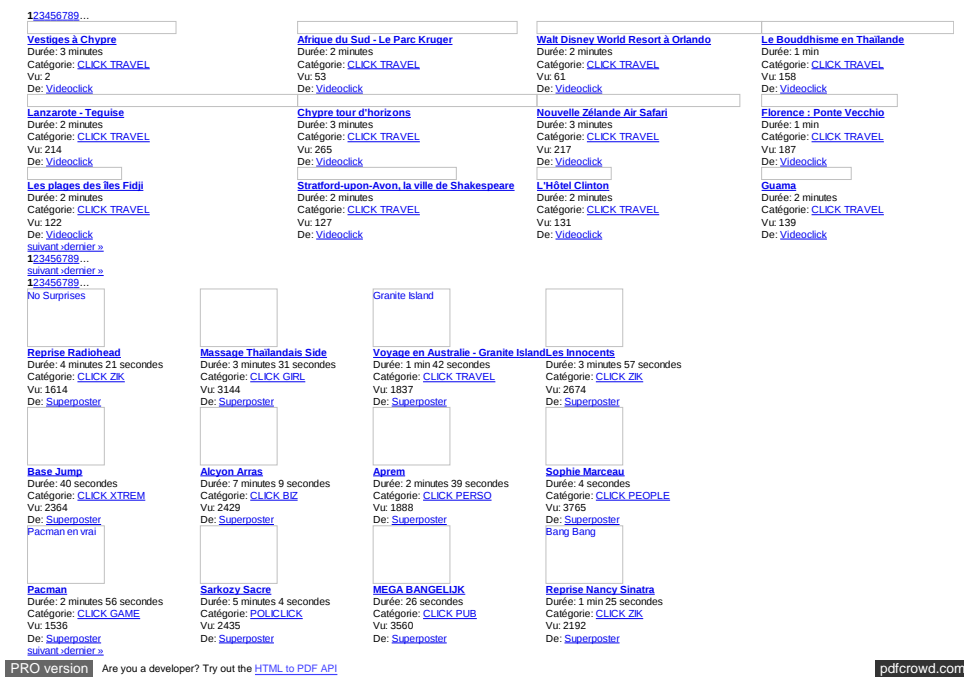 123456789…
Vestiges à Chypre
Durée: 3 minutes
Catégorie: CLICK TRAVEL
Vu: 2
De: Videoclick
Afrique du Sud - Le Parc Kruger
Durée: 2 minutes
Catégorie: CLICK TRAVEL
Vu: 53
De: Videoclick
Walt Disney World Resort à Orlando
Durée: 2 minutes
Catégorie: CLICK TRAVEL
Vu: 61
De: Videoclick
Le Bouddhisme en Thaïlande
Durée: 1 min
Catégorie: CLICK TRAVEL
Vu: 158
De: Videoclick
Lanzarote - Teguise
Durée: 2 minutes
Catégorie: CLICK TRAVEL
Vu: 214
De: Videoclick
Chypre tour d'horizons
Durée: 3 minutes
Catégorie: CLICK TRAVEL
Vu: 265
De: Videoclick
Nouvelle Zélande Air Safari
Durée: 3 minutes
Catégorie: CLICK TRAVEL
Vu: 217
De: Videoclick
Florence : Ponte Vecchio
Durée: 1 min
Catégorie: CLICK TRAVEL
Vu: 187
De: Videoclick
Les plages des îles Fidji
Durée: 2 minutes
Catégorie: CLICK TRAVEL
Vu: 122
De: Videoclick
Stratford-upon-Avon, la ville de Shakespeare
Durée: 2 minutes
Catégorie: CLICK TRAVEL
Vu: 127
De: Videoclick
L'Hôtel Clinton
Durée: 2 minutes
Catégorie: CLICK TRAVEL
Vu: 131
De: Videoclick
Guama
Durée: 2 minutes
Catégorie: CLICK TRAVEL
Vu: 139
De: Videoclick
suivant ›dernier »
123456789…
suivant ›dernier »
123456789…
No Surprises
Reprise Radiohead
Durée: 4 minutes 21 secondes
Catégorie: CLICK ZIK
Vu: 1614
De: Superposter
Massage Thaïlandais Side
Durée: 3 minutes 31 secondes
Catégorie: CLICK GIRL
Vu: 3144
De: Superposter
Granite Island
Voyage en Australie - Granite Island
Durée: 1 min 42 secondes
Catégorie: CLICK TRAVEL
Vu: 1837
De: Superposter
Les Innocents
Durée: 3 minutes 57 secondes
Catégorie: CLICK ZIK
Vu: 2674
De: Superposter
Base Jump
Durée: 40 secondes
Catégorie: CLICK XTREM
Vu: 2364
De: Superposter
Alcyon Arras
Durée: 7 minutes 9 secondes
Catégorie: CLICK BIZ
Vu: 2429
De: Superposter
Aprem
Durée: 2 minutes 39 secondes
Catégorie: CLICK PERSO
Vu: 1888
De: Superposter
Sophie Marceau
Durée: 4 secondes
Catégorie: CLICK PEOPLE
Vu: 3765
De: Superposter
Pacman en vrai
Pacman
Durée: 2 minutes 56 secondes
Catégorie: CLICK GAME
Vu: 1536
De: Superposter
Sarkozy Sacre
Durée: 5 minutes 4 secondes
Catégorie: POLICLICK
Vu: 2435
De: Superposter
MEGA BANGELIJK
Durée: 26 secondes
Catégorie: CLICK PUB
Vu: 3560
De: Superposter
Bang Bang
Reprise Nancy Sinatra
Durée: 1 min 25 secondes
Catégorie: CLICK ZIK
Vu: 2192
De: Superposter
suivant ›dernier »
PRO version Are you a developer? Try out the HTML to PDF API
pdfcrowd.com